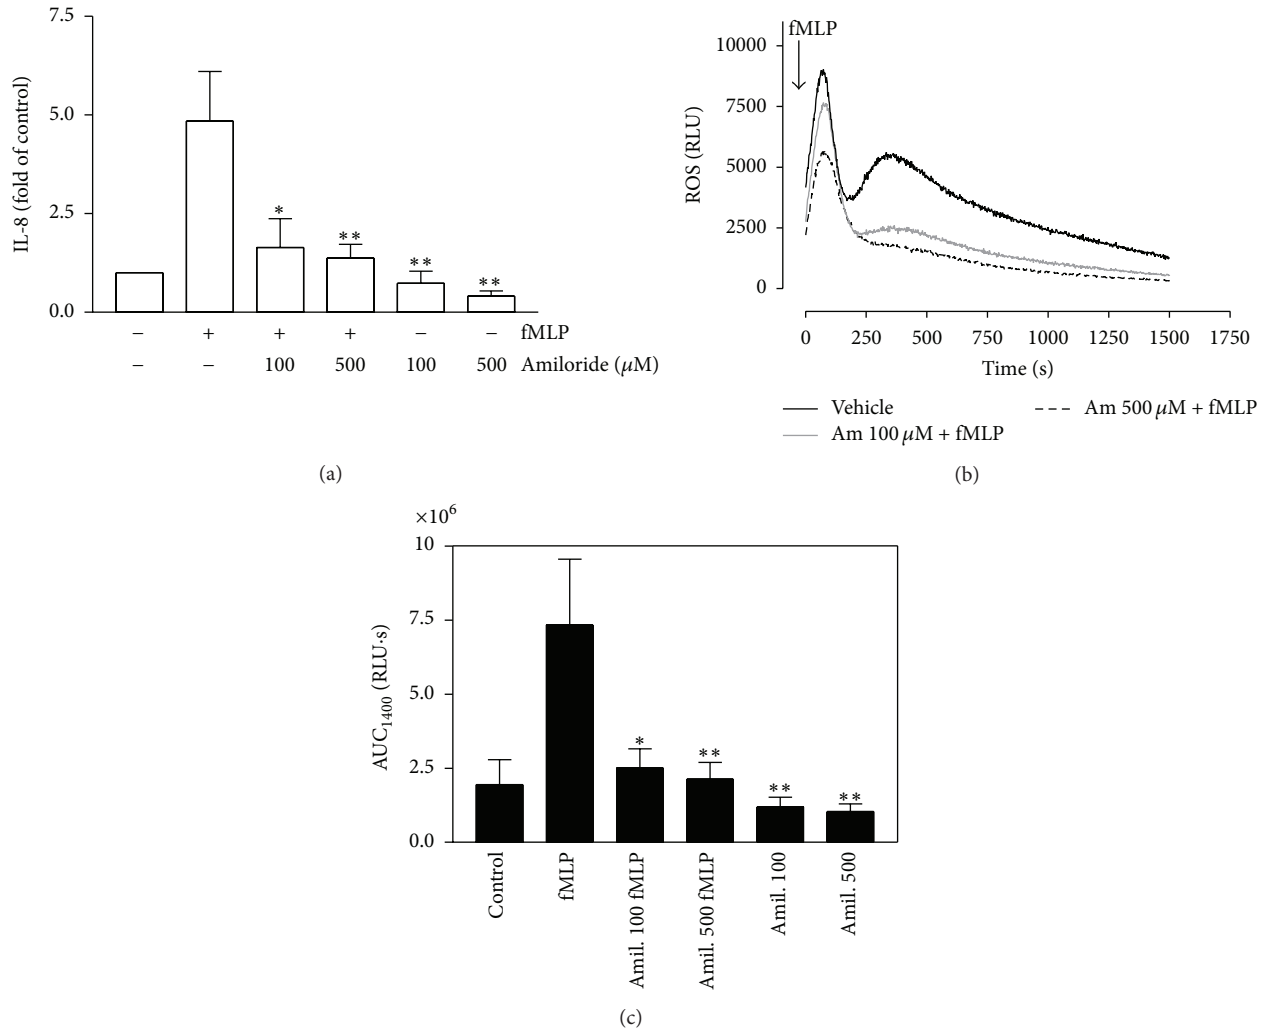 7.5
5.0
2.5
0.0
IL-8 (fold of control)
* ** ** **
− + + + − − fMLP
− − 100 500 100 500 Amiloride (μM)
(a)
fMLP
10000
7500
5000
2500
0
ROS (RLU)
0 250 500 750 1000 1250 1500 1750
Time (s)
Vehicle
Am 100 μM + fMLP
Am 500 μM + fMLP
(b)
×10⁶
10
7.5
5.0
2.5
0.0
AUC₁₄₀₀ (RLU·s)
* ** ** **
Control
fMLP
Amil. 100 fMLP
Amil. 500 fMLP
Amil. 100
Amil. 500
(c)